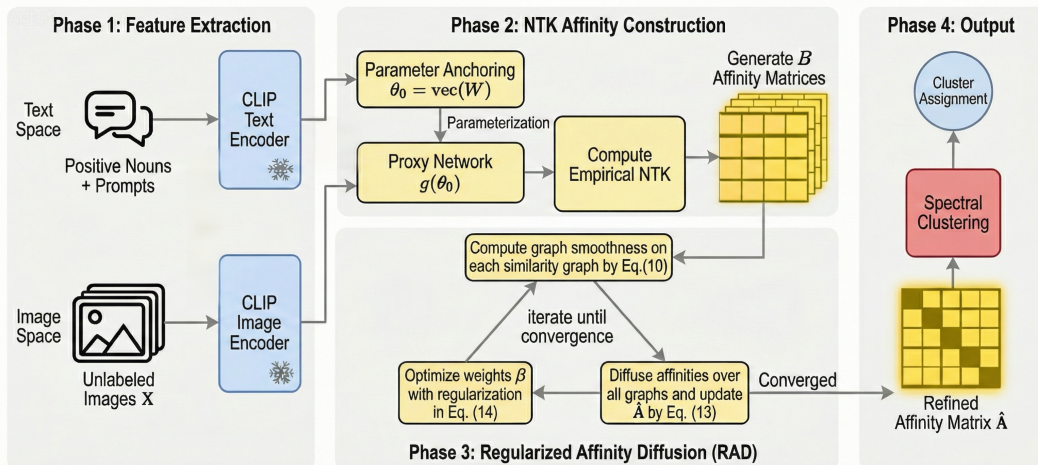 Phase 1: Feature Extraction
Text
Space
Positive Nouns
+ Prompts
CLIP
Text
Encoder
Image
Space
Unlabeled
Images X
CLIP
Image
Encoder
Phase 2: NTK Affinity Construction
Parameter Anchoring
θ₀ = vec(W)
Parameterization
Proxy Network
g(θ₀)
Compute
Empirical NTK
Generate B
Affinity Matrices
Compute graph smoothness on
each similarity graph by Eq.(10)
iterate until
convergence
Optimize weights β
with regularization
in Eq. (14)
Diffuse affinities over
all graphs and update
Â by Eq. (13)
Converged
Phase 3: Regularized Affinity Diffusion (RAD)
Phase 4: Output
Cluster
Assignment
Spectral
Clustering
Refined
Affinity Matrix Â